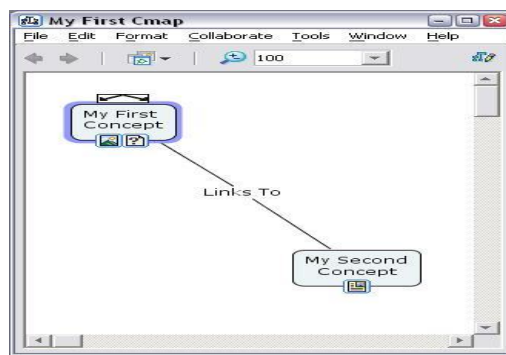 My First Cmap
File Edit Format Collaborate Tools Window Help
100
My First
Concept
Links To
My Second
Concept